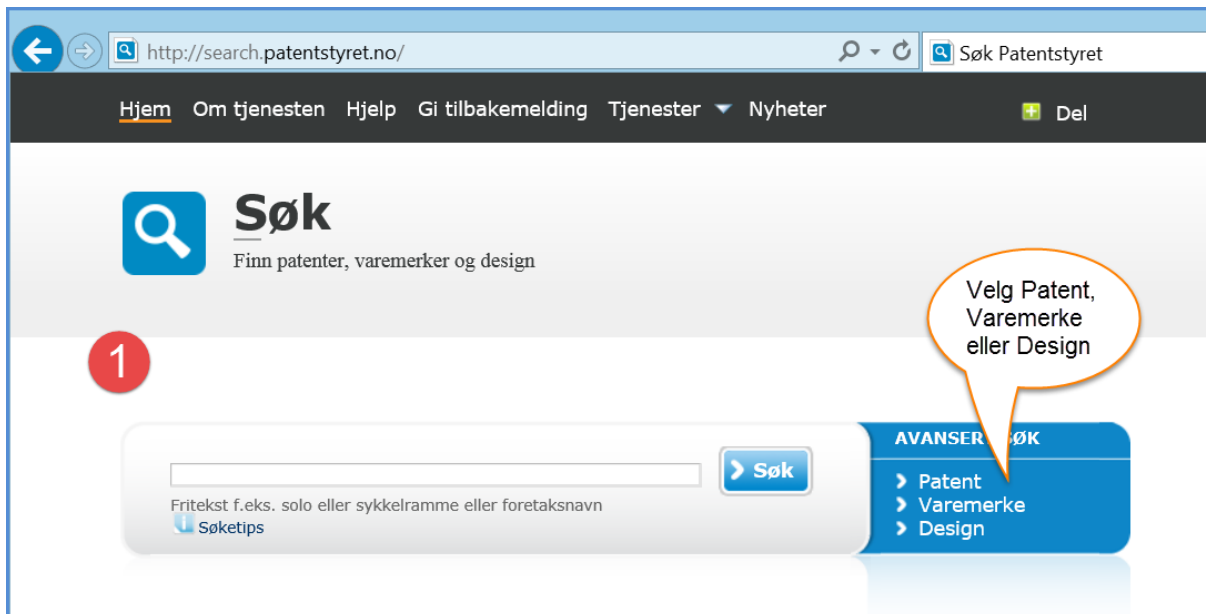 http://search.patentstyret.no/
Søk Patentstyret
Hjem Om tjenesten Hjelp Gi tilbakemelding Tjenester Nyheter Del
Søk
Finn patenter, varemerker og design
Velg Patent,
Varemerke
eller Design
1
AVANSER SØK
Søk
Fritekst f.eks. solo eller sykkelramme eller foretaksnavn
Søketips
Patent
Varemerke
Design